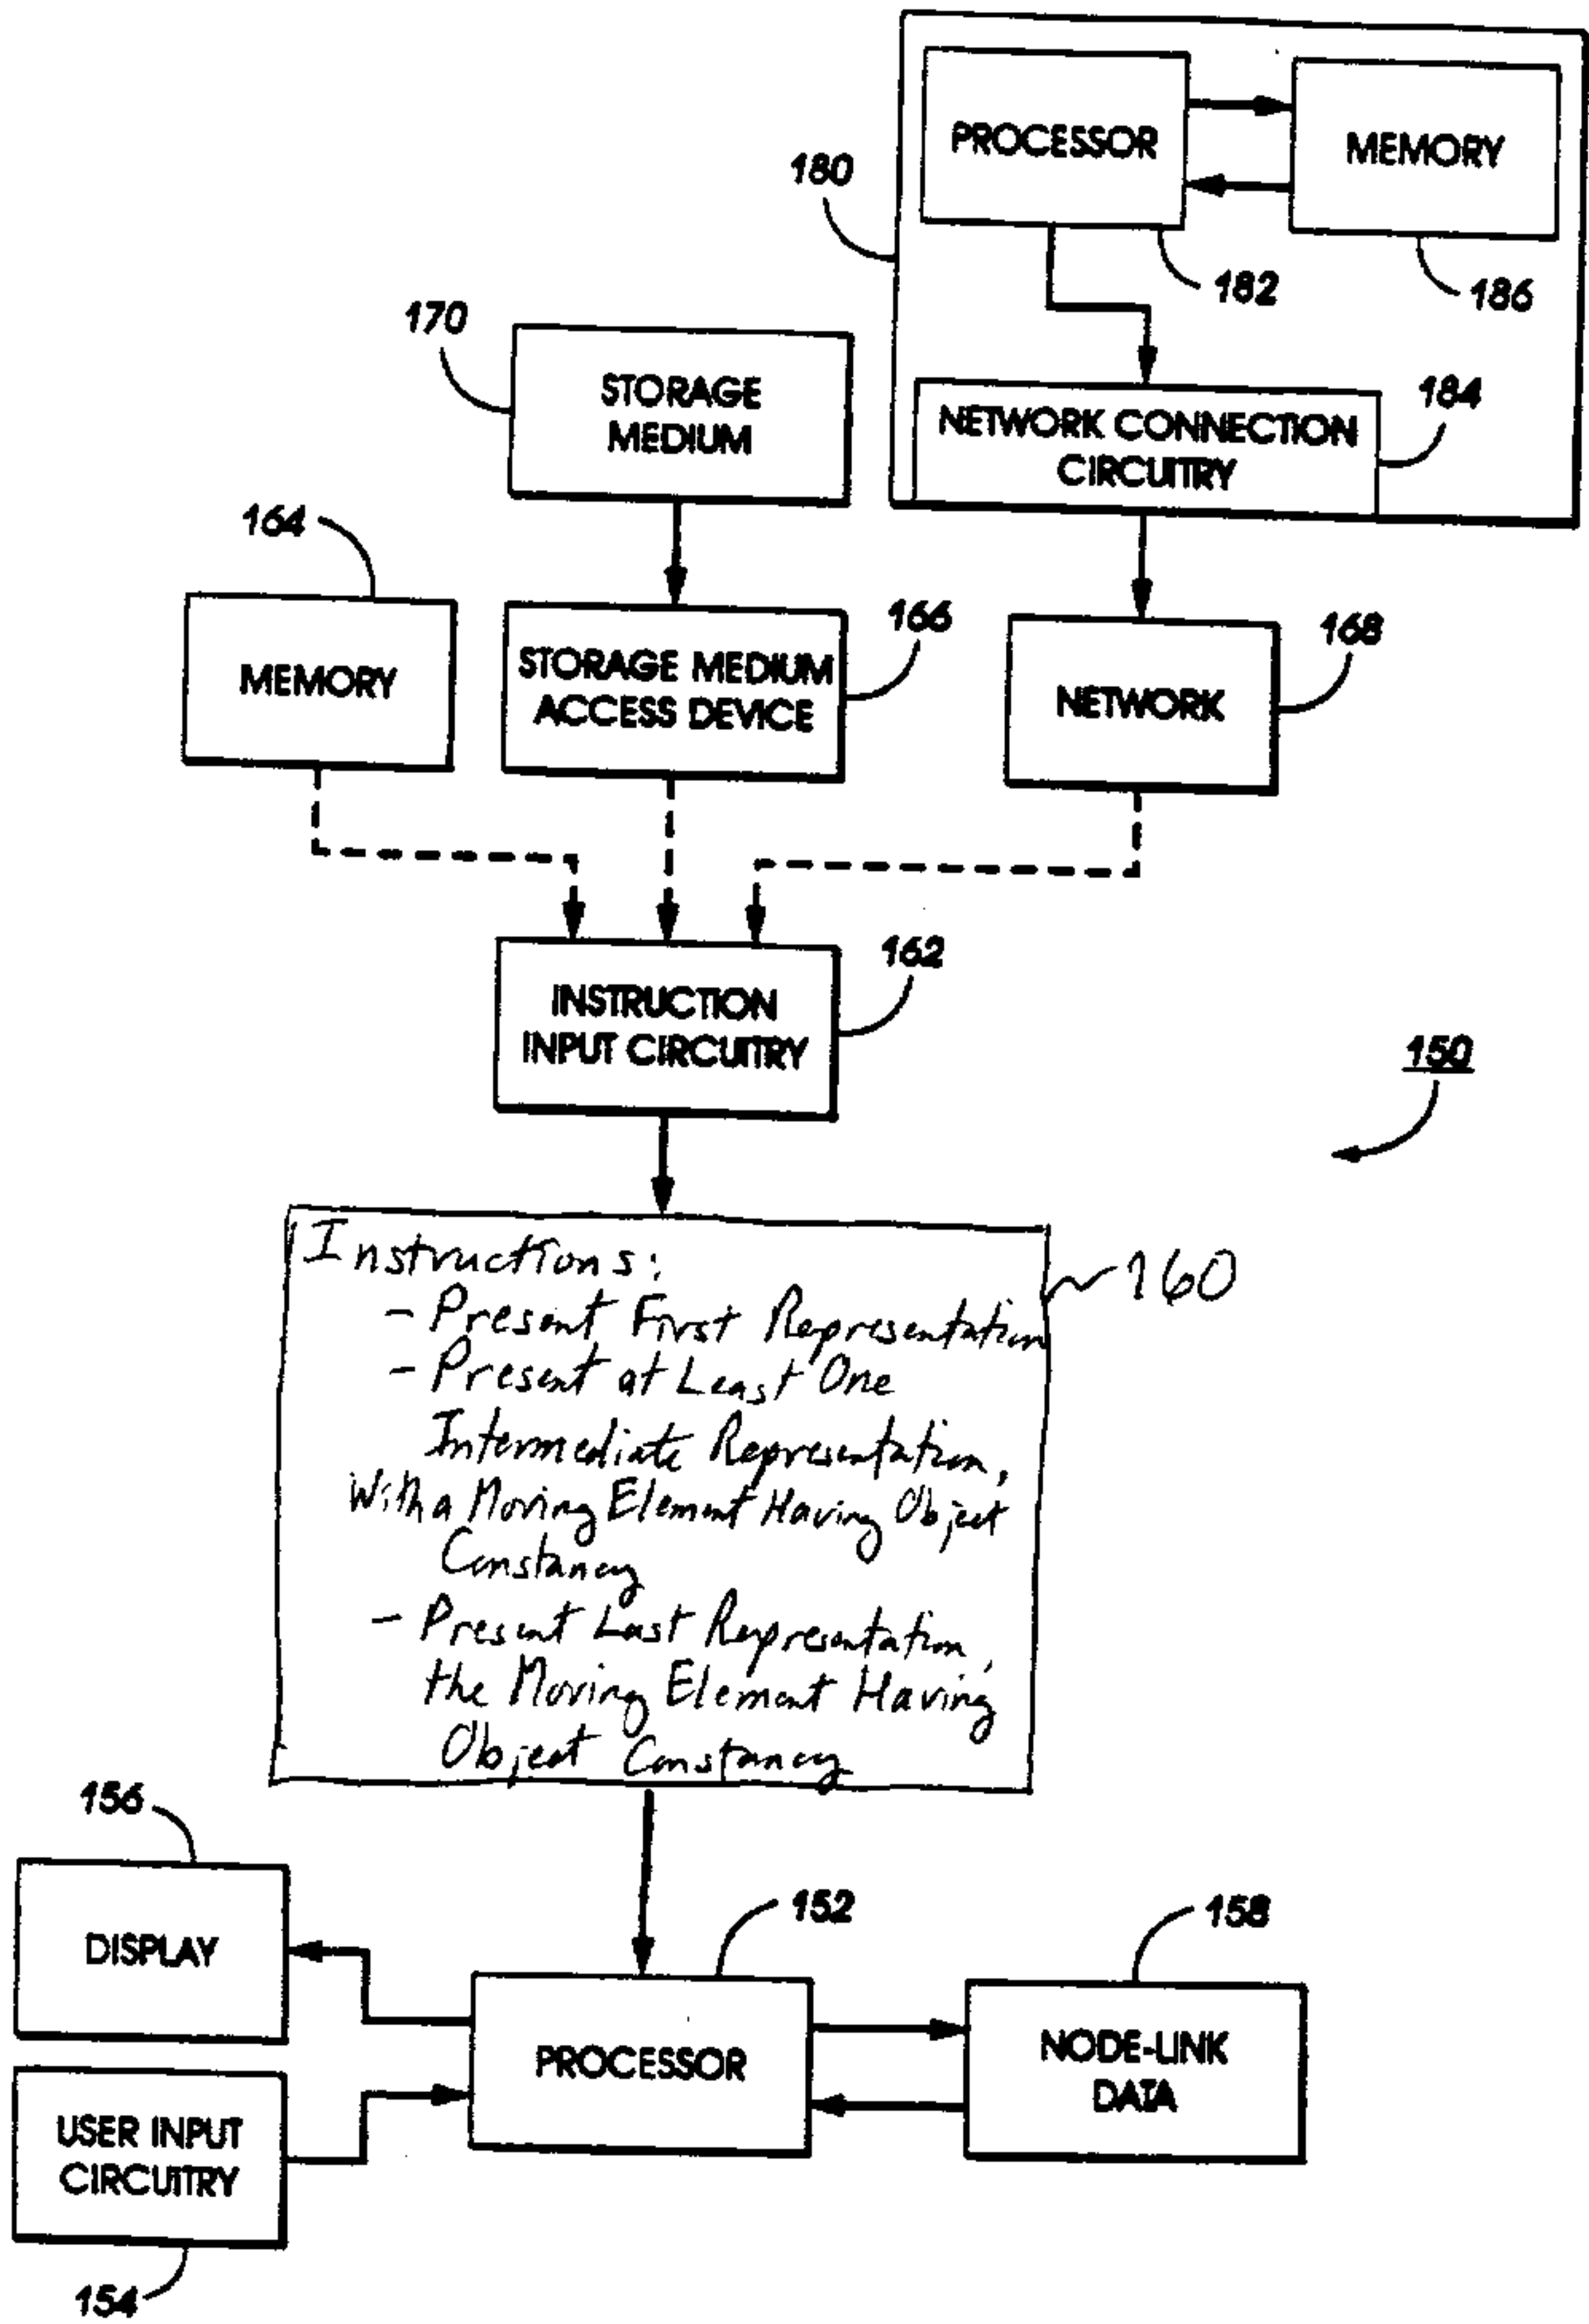 PROCESSOR
MEMORY
180
182
186
170
STORAGE
MEDIUM
NETWORK CONNECTION
CIRCUITRY
184
164
MEMORY
STORAGE MEDIUM
ACCESS DEVICE
166
NETWORK
168
INSTRUCTION
INPUT CIRCUITRY
162
150
Instructions:
- Present First Representation
- Present at Least One
Intermediate Representation,
With a Moving Element Having Object
Constancy
- Present Last Representation,
the Moving Element Having
Object Constancy
160
156
DISPLAY
152
PROCESSOR
158
NODE-LINK
DATA
USER INPUT
CIRCUITRY
154